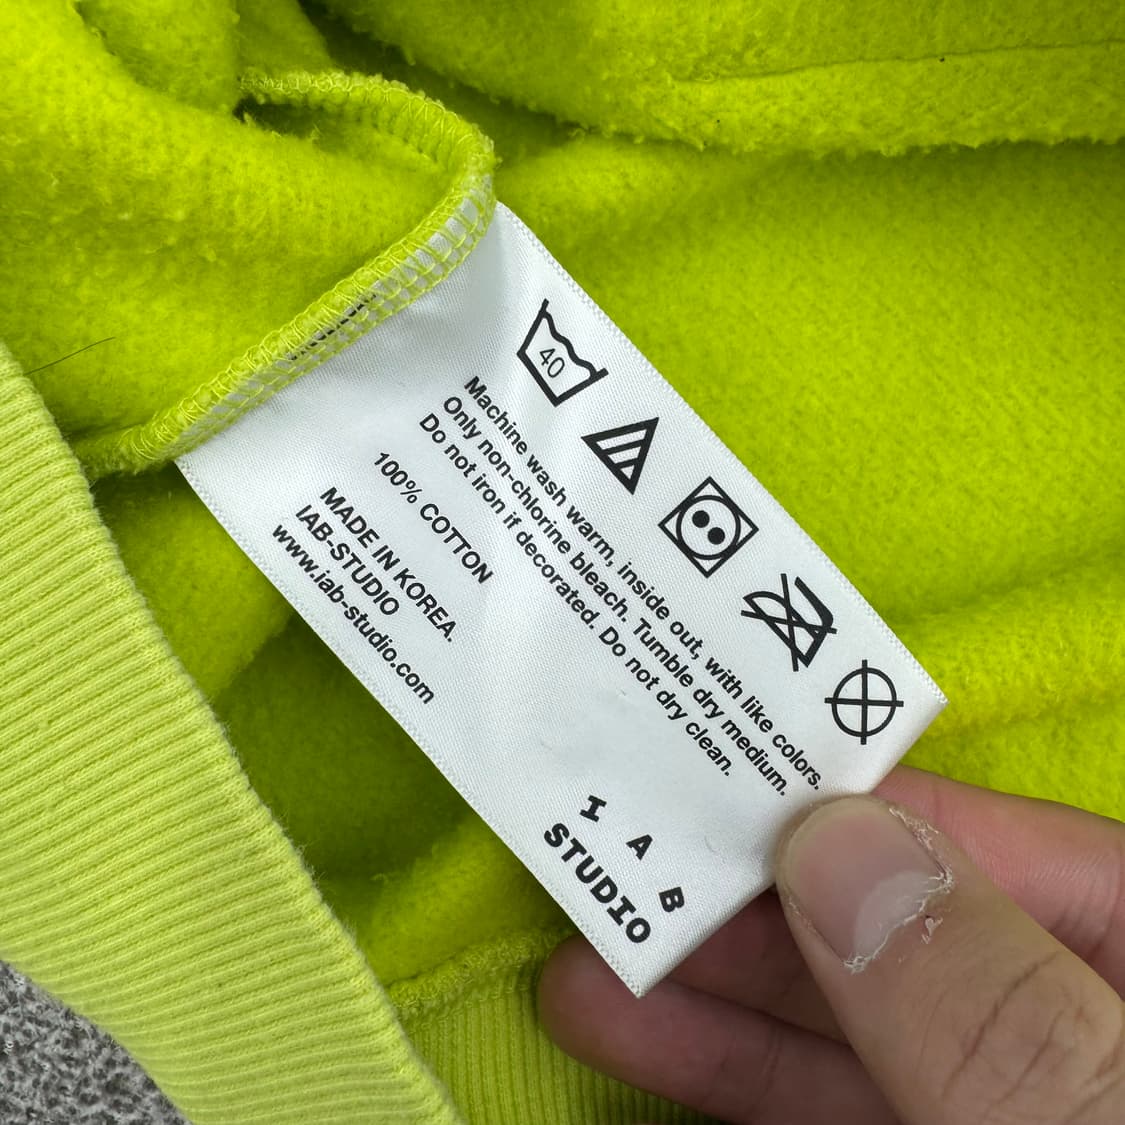 40
Machine wash warm, inside out, with like colors.
Only non-chlorine bleach. Tumble dry medium.
Do not iron if decorated. Do not dry clean.
100% COTTON
MADE IN KOREA.
IAB-STUDIO
www.iab-studio.com
I A B
STUDIO